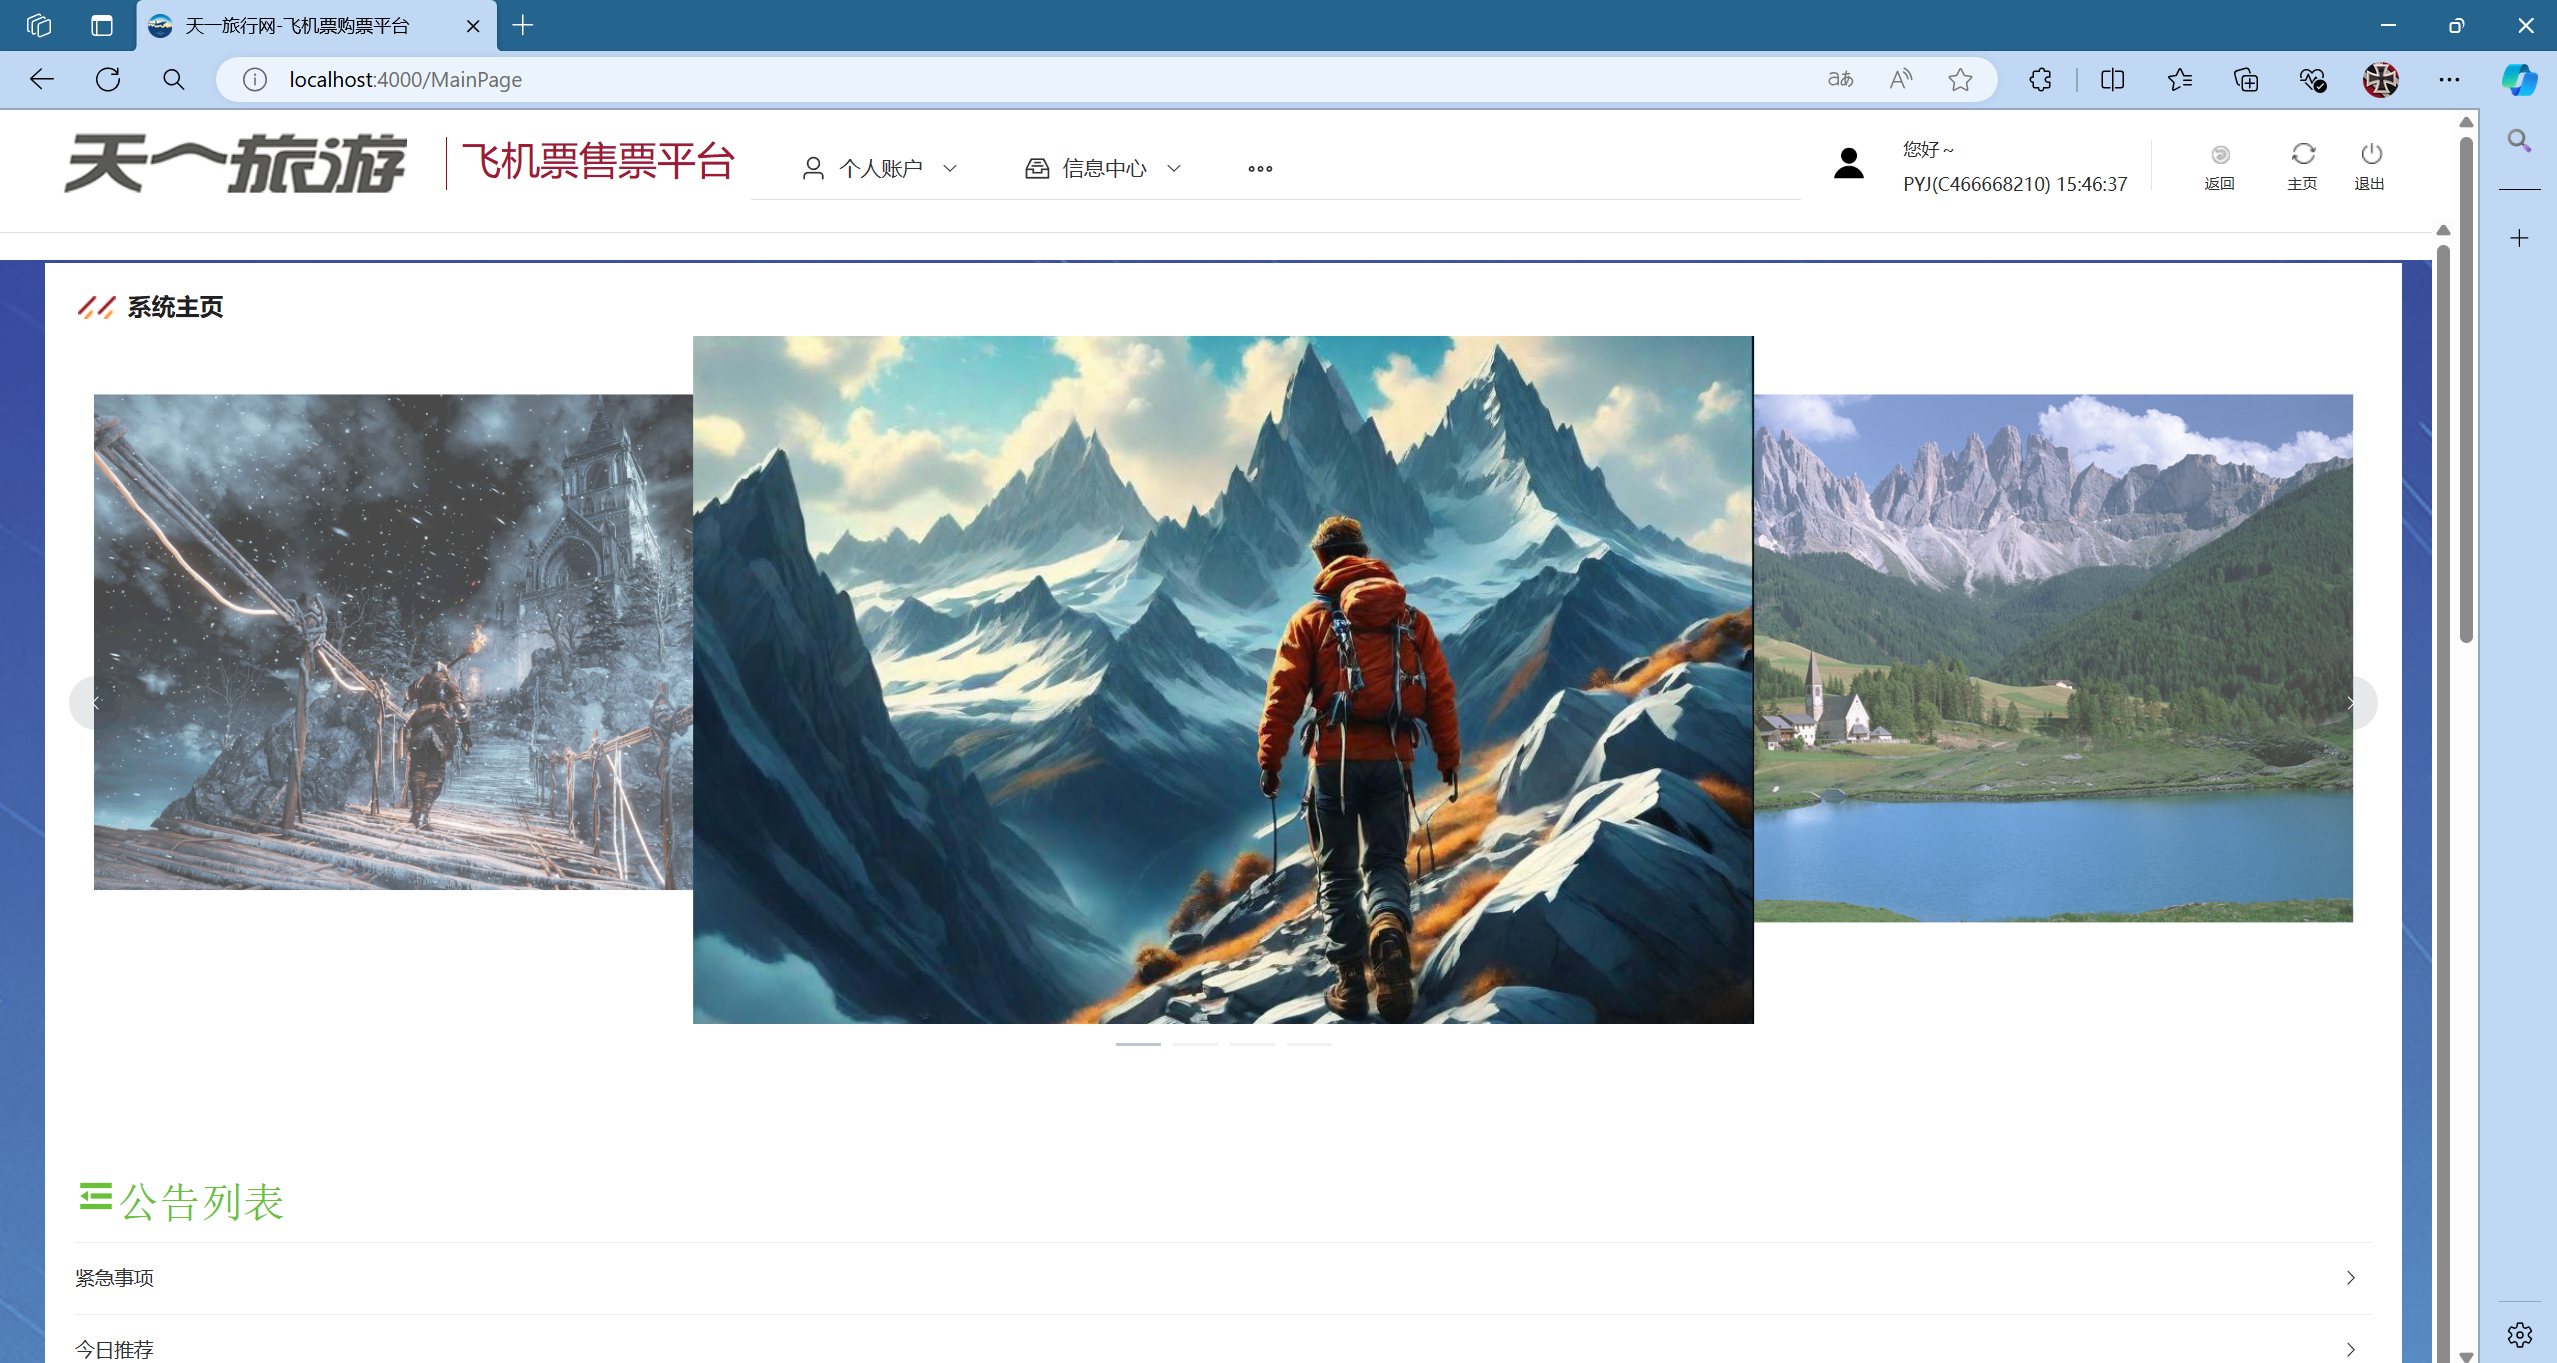 天一旅行网-飞机票购票平台
localhost:4000/MainPage
天一旅游
飞机票售票平台
个人账户
信息中心
您好~
PYJ(C466668210) 15:46:37
返回
主页
退出
系统主页
公告列表
紧急事项
今日推荐